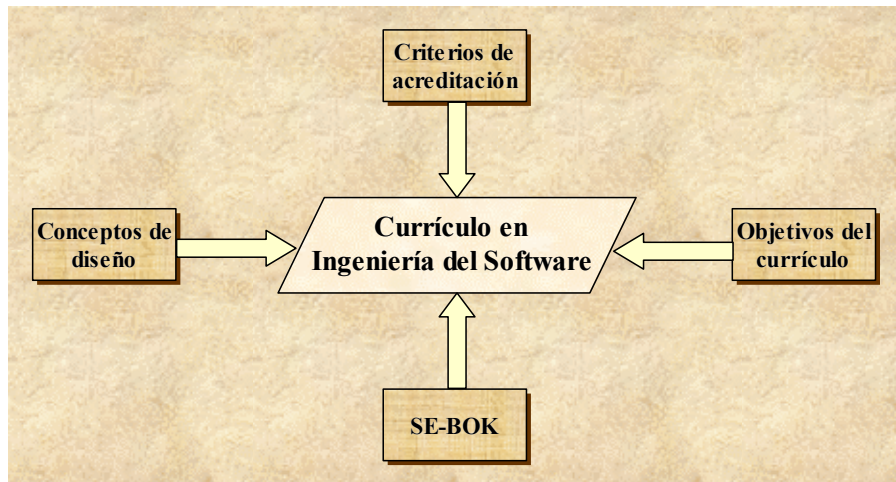 Criterios de
acreditación
Conceptos de
diseño
Currículo en
Ingeniería del Software
Objetivos del
currículo
SE-BOK